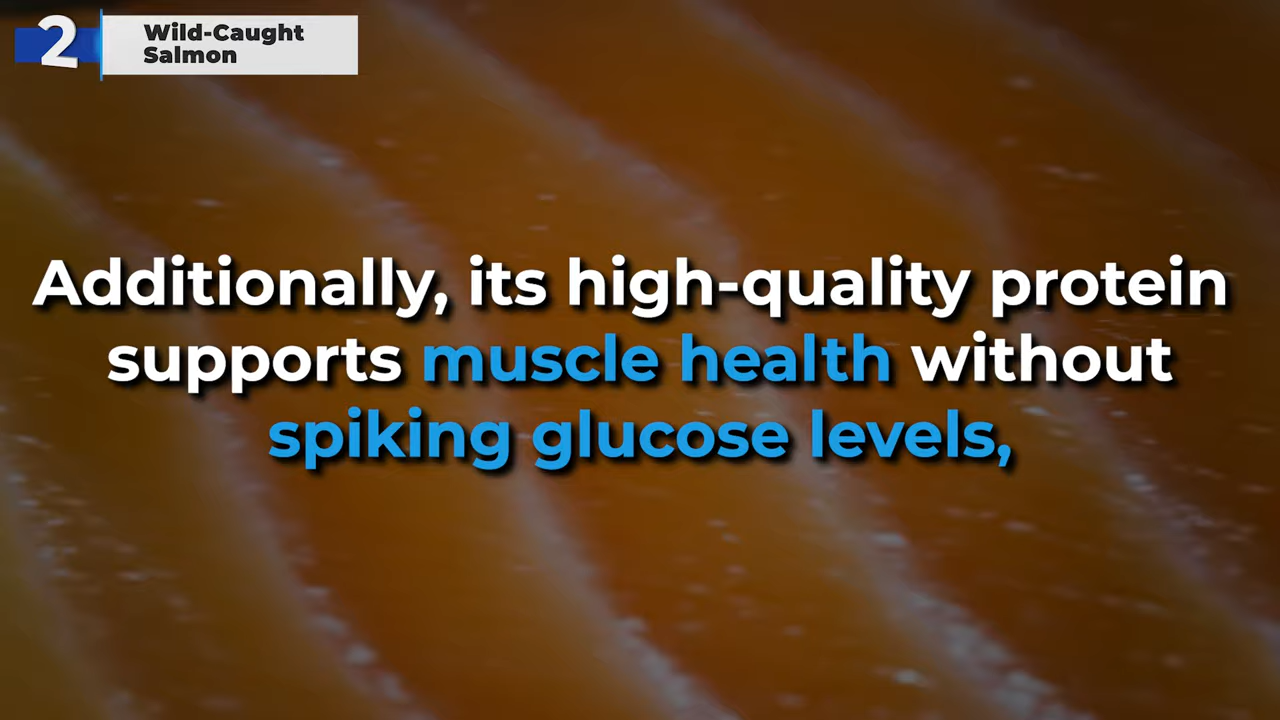 2
Wild-Caught
Salmon
Additionally, its high-quality protein
supports muscle health without
spiking glucose levels,